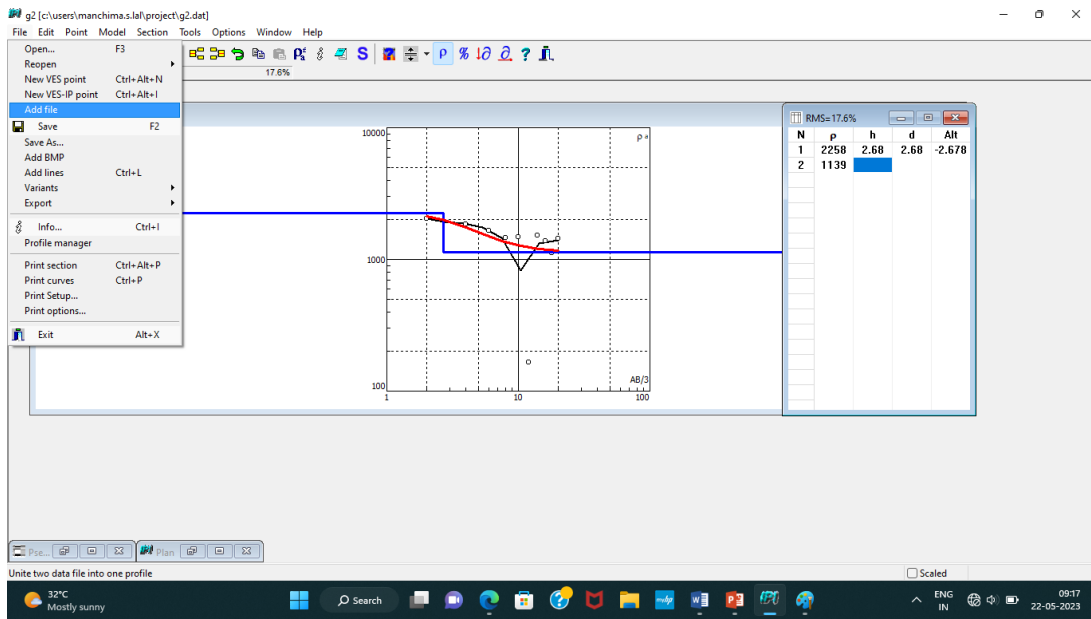 g2 [c:\users\manchima.s.lal\project\g2.dat]
File Edit Point Model Section Tools Options Window Help
Open... F3
Reopen
New VES point Ctrl+Alt+N
New VES-IP point Ctrl+Alt+I
Add file
Save F2
Save As...
Add BMP
Add lines Ctrl+L
Variants
Export
Info... Ctrl+I
Profile manager
Print section Ctrl+Alt+P
Print curves Ctrl+P
Print Setup...
Print options...
Exit Alt+X
S ρ % ?
17.6%
10000
ρa
1000
100
AB/3
1 10 100
RMS=17.6%
N ρ h d Alt
1 2258 2.68 2.68 -2.678
2 1139
Pse...
Plan
Unite two data file into one profile
Scaled
32°C
Mostly sunny
Search
myhp
ENG
IN
09:17
22-05-2023